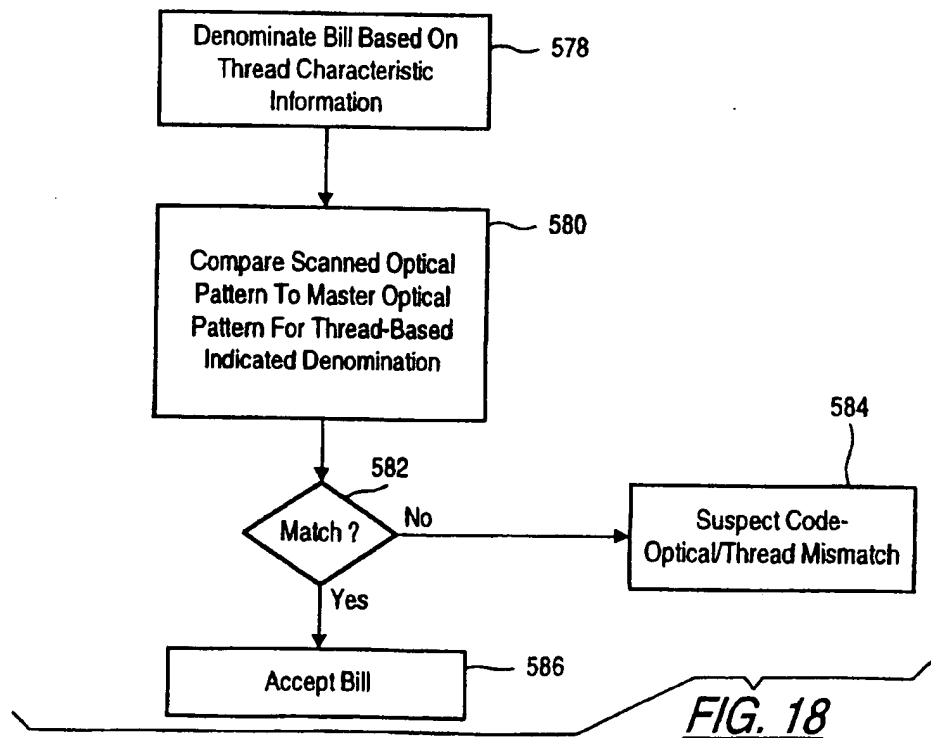 Denominate Bill Based On
Thread Characteristic
Information
578
580
Compare Scanned Optical
Pattern To Master Optical
Pattern For Thread-Based
Indicated Denomination
582
584
Match ?
No
Suspect Code-
Optical/Thread Mismatch
Yes
Accept Bill
586
FIG. 18